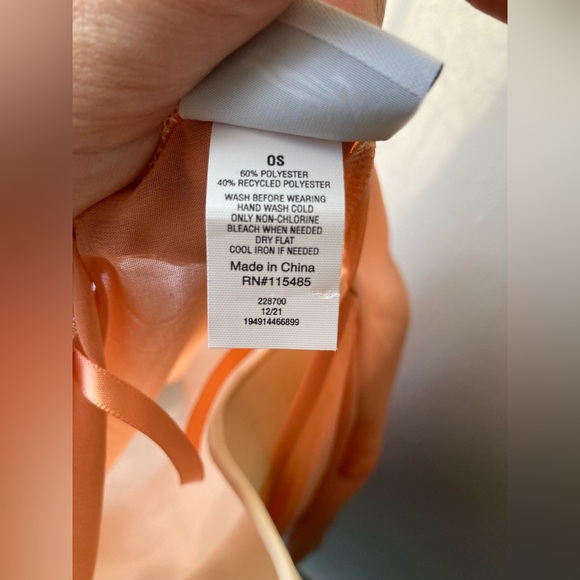 OS
60% POLYESTER
40% RECYCLED POLYESTER
WASH BEFORE WEARING
HAND WASH COLD
ONLY NON-CHLORINE
BLEACH WHEN NEEDED
DRY FLAT
COOL IRON IF NEEDED
Made in China
RN#115485
228700
12/21
194914466899